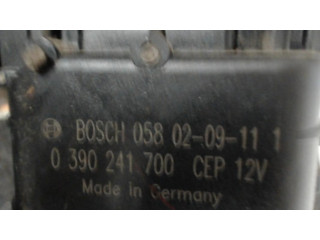 BOSCH 058 02-09-11 1
0 390 241 700 CEP 12V
Made in Germany